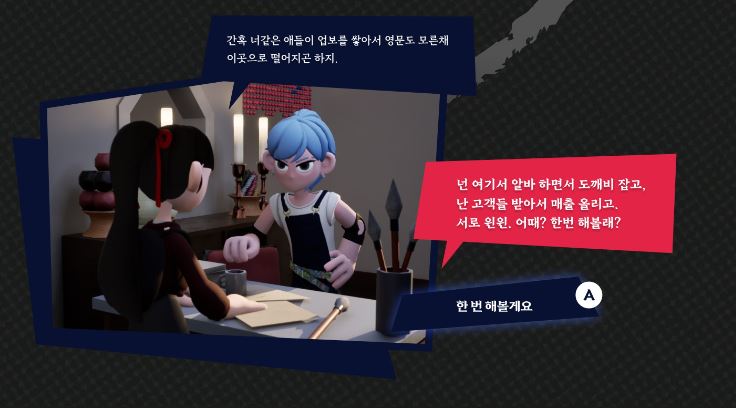 간혹 너같은 애들이 업보를 쌓아서 영문도 모른채
이곳으로 떨어지곤 하지.
넌 여기서 알바 하면서 도깨비 잡고,
난 고객들 받아서 매출 올리고.
서로 윈윈. 어때? 한번 해볼래?
한 번 해볼게요
A